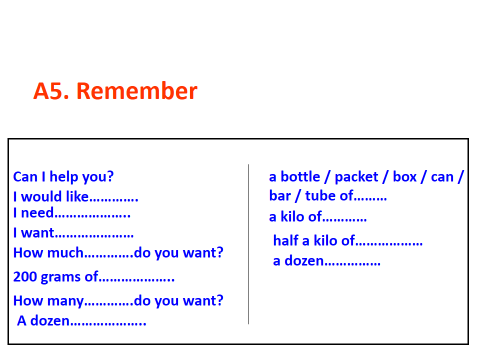 A5. Remember
Can I help you?
I would like………….
I need………………..
I want…………………
How much………….do you want?
200 grams of………………..
How many………….do you want?
A dozen………………..
a bottle / packet / box / can /
bar / tube of………
a kilo of…………
half a kilo of………………
a dozen……………